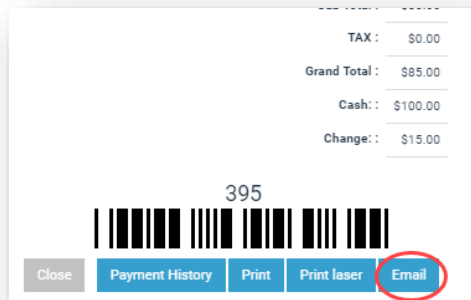 TAX : $0.00
Grand Total : $85.00
Cash: : $100.00
Change: : $15.00
395
Close Payment History Print Print laser Email